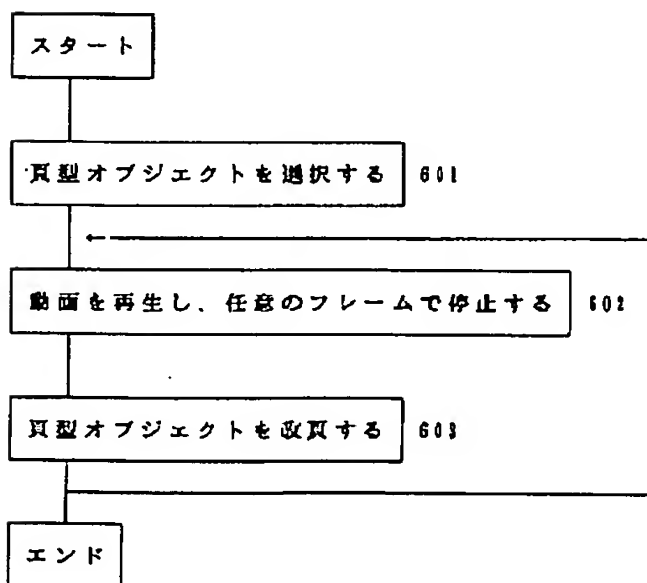 スタート
頁型オブジェクトを選択する 601
動画を再生し、任意のフレームで停止する 602
頁型オブジェクトを改頁する 603
エンド